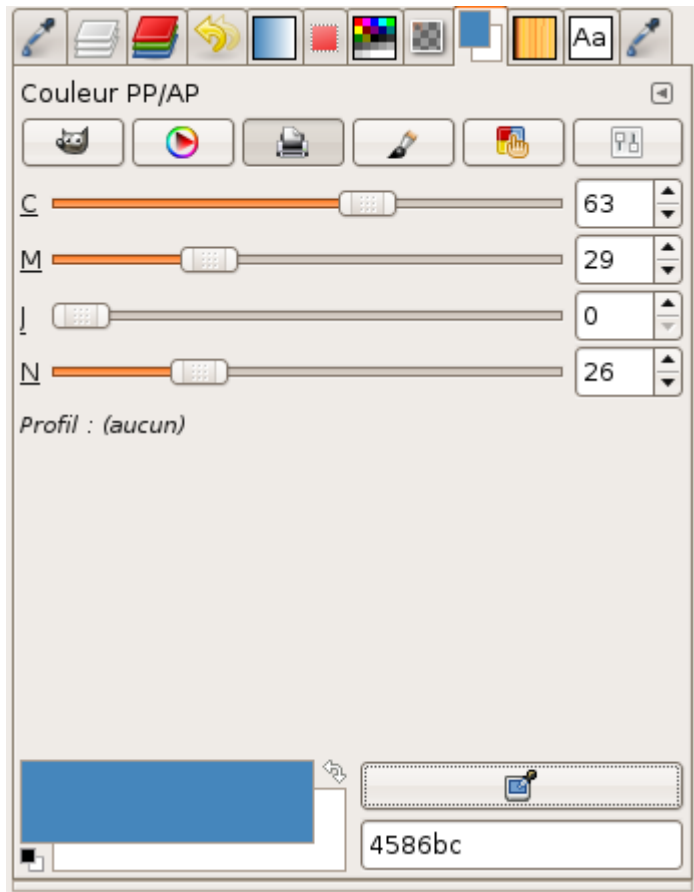 Aa
Couleur PP/AP
C 63
M 29
J 0
N 26
Profil : (aucun)
4586bc